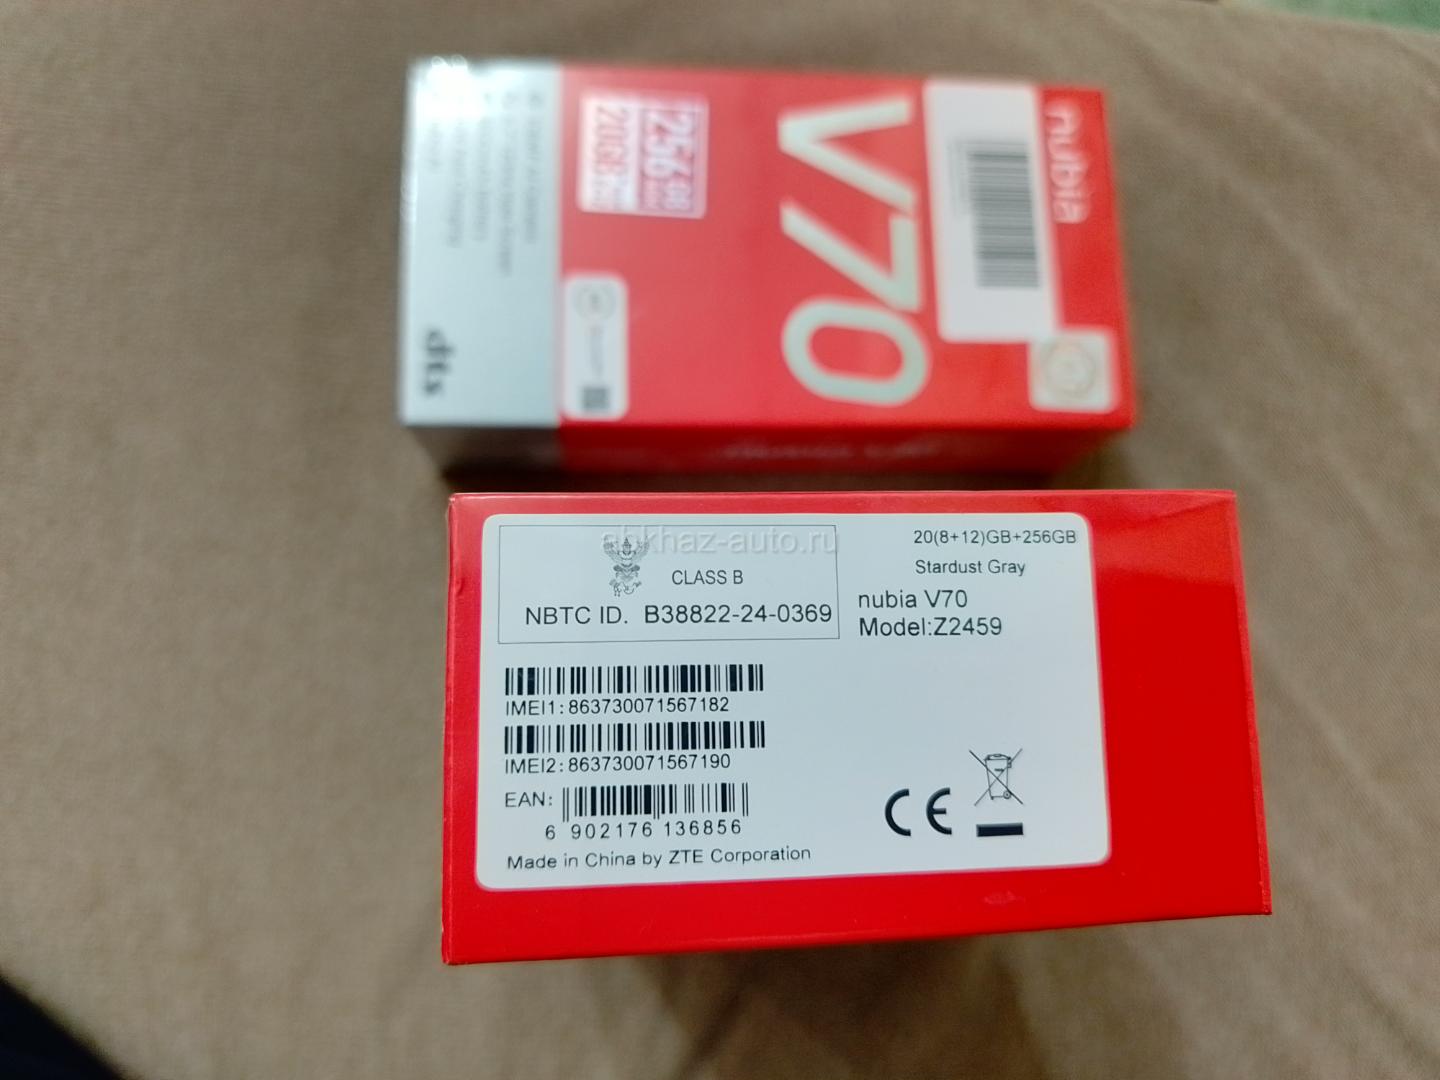 nubia
V70
256 GB
20GB
dts
abkhaz-auto.ru
CLASS B
NBTC ID. B38822-24-0369
20(8+12)GB+256GB
Stardust Gray
nubia V70
Model:Z2459
IMEI1:863730071567182
IMEI2:863730071567190
EAN:
6 902176 136856
Made in China by ZTE Corporation
CE